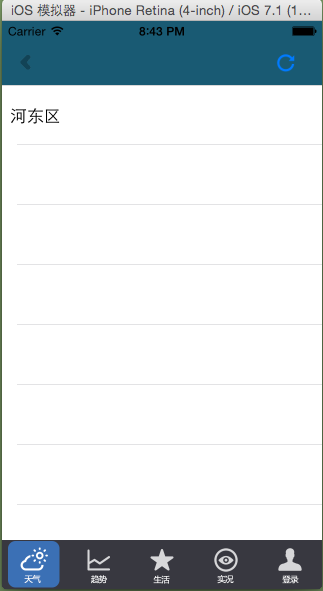 iOS 模拟器 - iPhone Retina (4-inch) / iOS 7.1 (1...
Carrier 8:43 PM
河东区
天气 趋势 生活 实况 登录